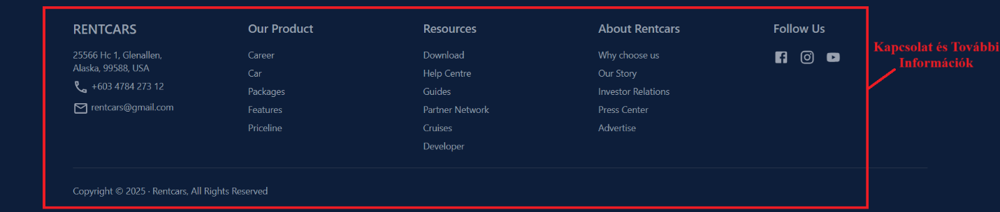 RENTCARS
25566 Hc 1, Glenallen,
Alaska, 99588, USA
+603 4784 273 12
rentcars@gmail.com
Our Product
Career
Car
Packages
Features
Priceline
Resources
Download
Help Centre
Guides
Partner Network
Cruises
Developer
About Rentcars
Why choose us
Our Story
Investor Relations
Press Center
Advertise
Follow Us
Kapcsolat és További
Információk
Copyright © 2025 · Rentcars, All Rights Reserved